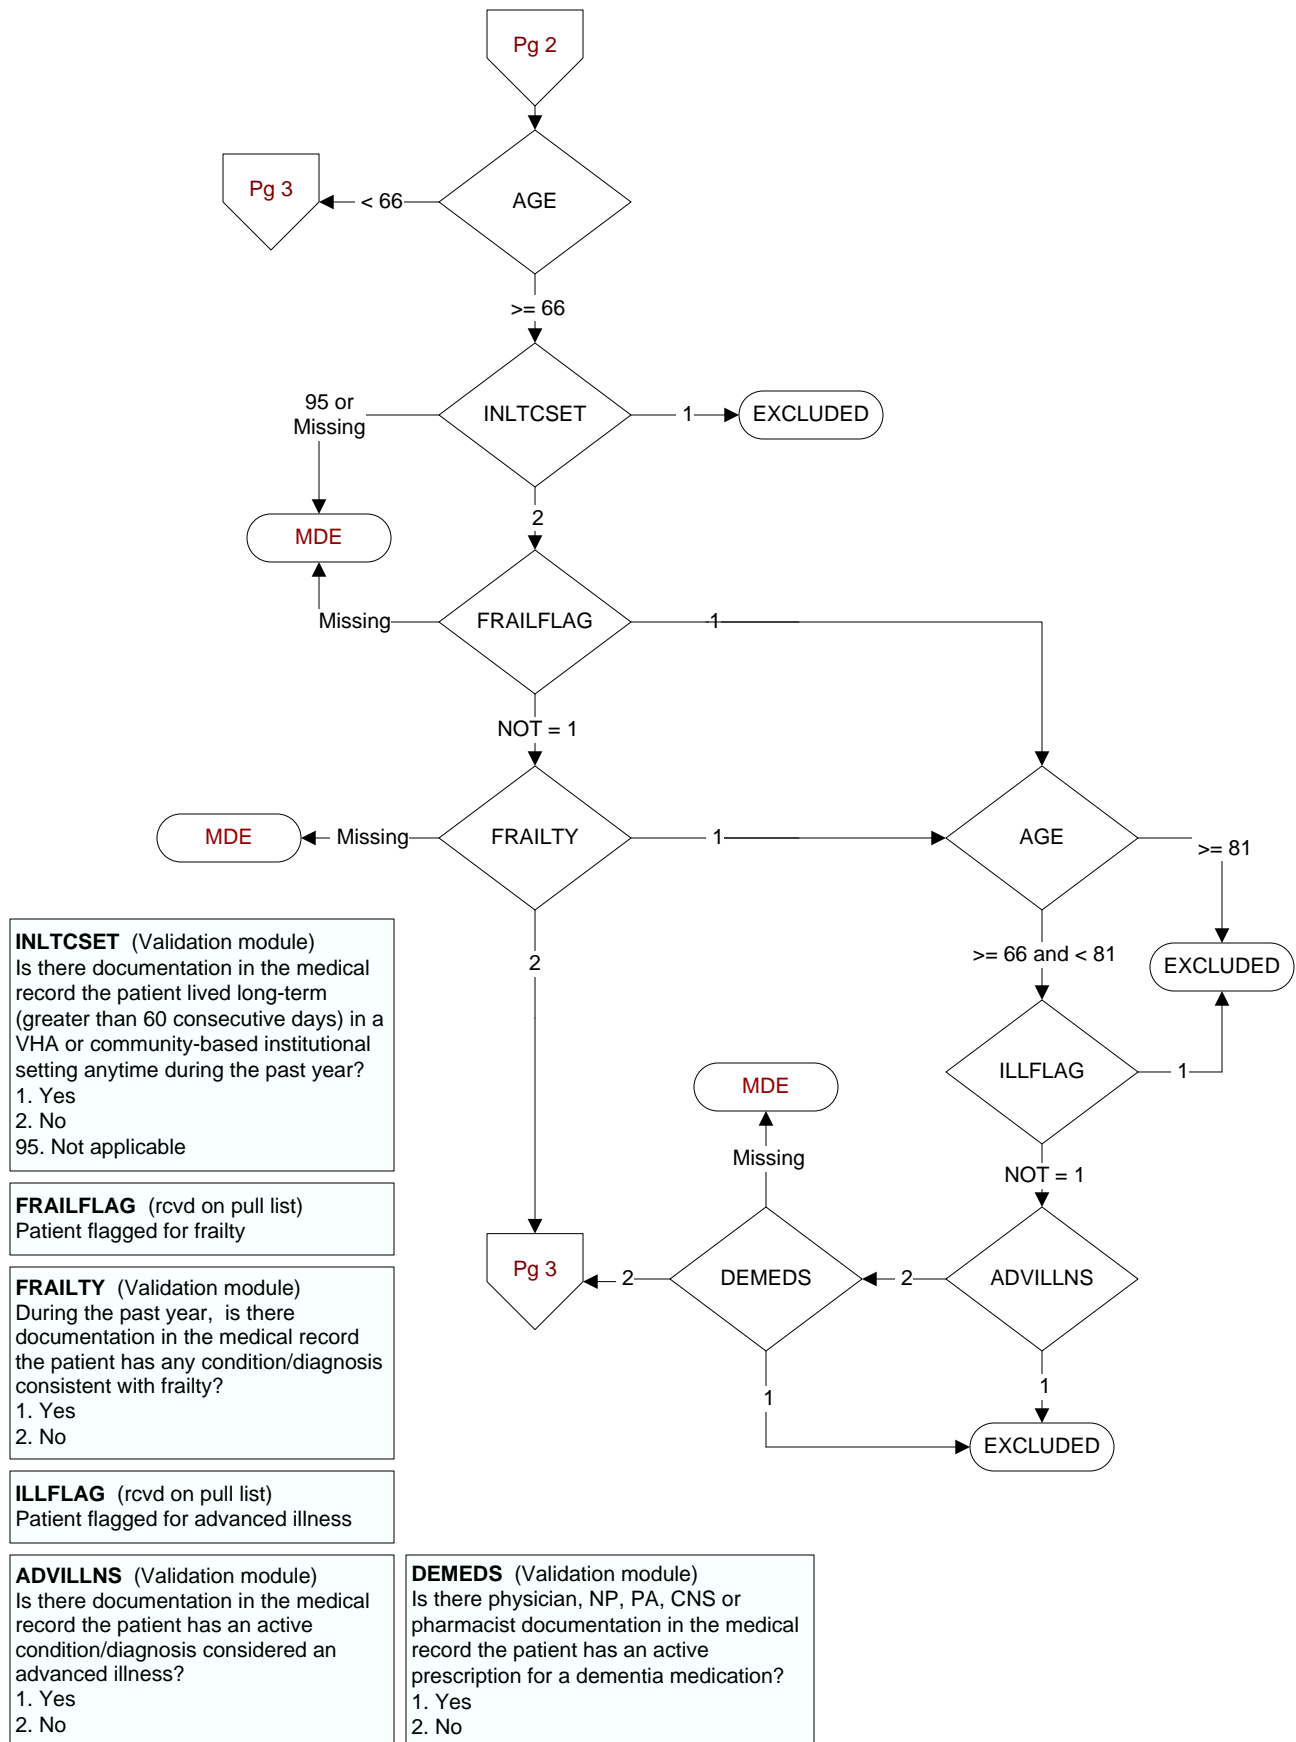 Pg 2
Pg 3
< 66
AGE
>= 66
95 or
Missing
INLTCSET
1
EXCLUDED
2
MDE
Missing
FRAILFLAG
1
NOT = 1
MDE
Missing
FRAILTY
1
AGE
>= 81
2
>= 66 and < 81
EXCLUDED
ILLFLAG
1
MDE
Missing
NOT = 1
Pg 3
2
DEMEDS
2
ADVILLNS
1
1
EXCLUDED
INLTCSET (Validation module)
Is there documentation in the medical
record the patient lived long-term
(greater than 60 consecutive days) in a
VHA or community-based institutional
setting anytime during the past year?
1. Yes
2. No
95. Not applicable
FRAILFLAG (rcvd on pull list)
Patient flagged for frailty
FRAILTY (Validation module)
During the past year, is there
documentation in the medical record
the patient has any condition/diagnosis
consistent with frailty?
1. Yes
2. No
ILLFLAG (rcvd on pull list)
Patient flagged for advanced illness
ADVILLNS (Validation module)
Is there documentation in the medical
record the patient has an active
condition/diagnosis considered an
advanced illness?
1. Yes
2. No
DEMEDS (Validation module)
Is there physician, NP, PA, CNS or
pharmacist documentation in the medical
record the patient has an active
prescription for a dementia medication?
1. Yes
2. No